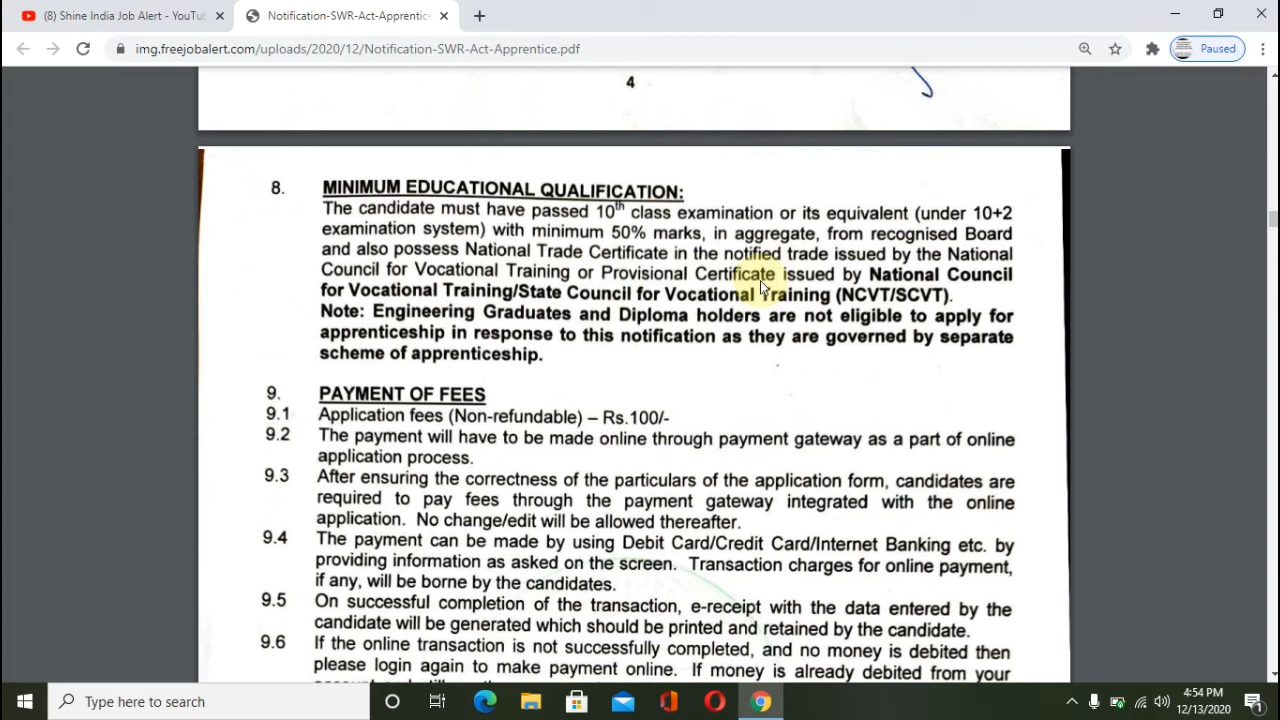 (8) Shine India Job Alert - YouTu
Notification-SWR-Act-Apprentice
img.freejobalert.com/uploads/2020/12/Notification-SWR-Act-Apprentice.pdf
Paused
4
8. MINIMUM EDUCATIONAL QUALIFICATION:
The candidate must have passed 10th class examination or its equivalent (under 10+2
examination system) with minimum 50% marks, in aggregate, from recognised Board
and also possess National Trade Certificate in the notified trade issued by the National
Council for Vocational Training or Provisional Certificate issued by National Council
for Vocational Training/State Council for Vocational Training (NCVT/SCVT).
Note: Engineering Graduates and Diploma holders are not eligible to apply for
apprenticeship in response to this notification as they are governed by separate
scheme of apprenticeship.
9. PAYMENT OF FEES
9.1 Application fees (Non-refundable) – Rs.100/-
9.2 The payment will have to be made online through payment gateway as a part of online
application process.
9.3 After ensuring the correctness of the particulars of the application form, candidates are
required to pay fees through the payment gateway integrated with the online
application. No change/edit will be allowed thereafter.
9.4 The payment can be made by using Debit Card/Credit Card/Internet Banking etc. by
providing information as asked on the screen. Transaction charges for online payment,
if any, will be borne by the candidates.
9.5 On successful completion of the transaction, e-receipt with the data entered by the
candidate will be generated which should be printed and retained by the candidate.
9.6 If the online transaction is not successfully completed, and no money is debited then
please login again to make payment online. If money is already debited from your
Type here to search
4:54 PM
12/13/2020
1